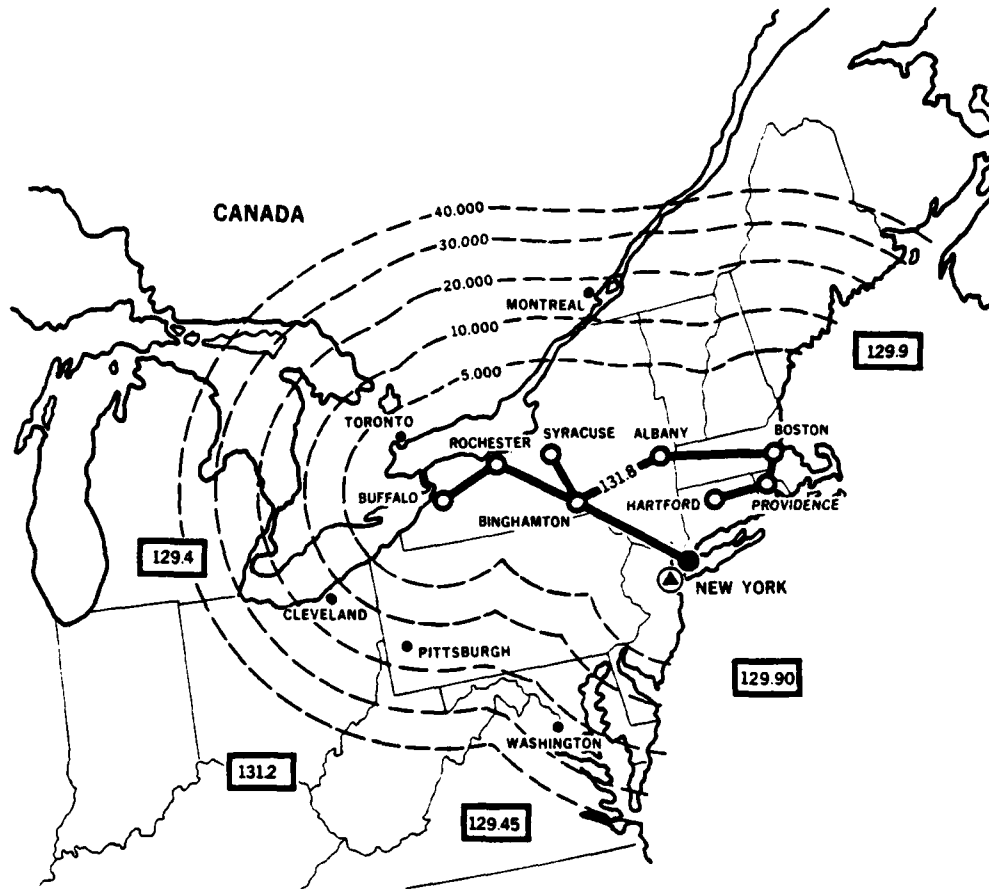 CANADA
40.000
30.000
20.000
MONTREAL
10.000
129.9
5.000
TORONTO
ROCHESTER
SYRACUSE
ALBANY
BOSTON
131.8
BUFFALO
BINGHAMTON
HARTFORD
PROVIDENCE
129.4
NEW YORK
CLEVELAND
PITTSBURGH
129.90
WASHINGTON
131.2
129.45